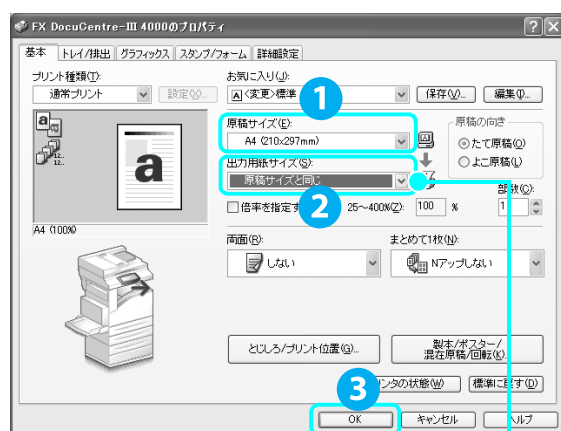 FX DocuCentre-III 4000のプロパティ
基本 トレイ/排出 グラフィックス スタンプ/フォーム 詳細設定
プリント種類(T):
通常プリント
設定(X)...
お気に入り(J):
<変更>標準
保存(V)...
編集(I)...
1
原稿サイズ(E):
A4 (210×297mm)
原稿の向き
たて原稿(O)
よこ原稿(L)
出力用紙サイズ(S):
原稿サイズと同じ
2
倍率を指定す
25～400%(Z):
100 %
部数(C):
1
a
12..
12..
a
A4 (100%)
両面(R):
しない
まとめて1枚(N):
Nアップしない
とじしろ/プリント位置(G)...
製本/ポスター/
混在原稿/回転(K)...
3
ンタの状態(W)
標準に戻す(D)
OK
キャンセル
ヘルプ